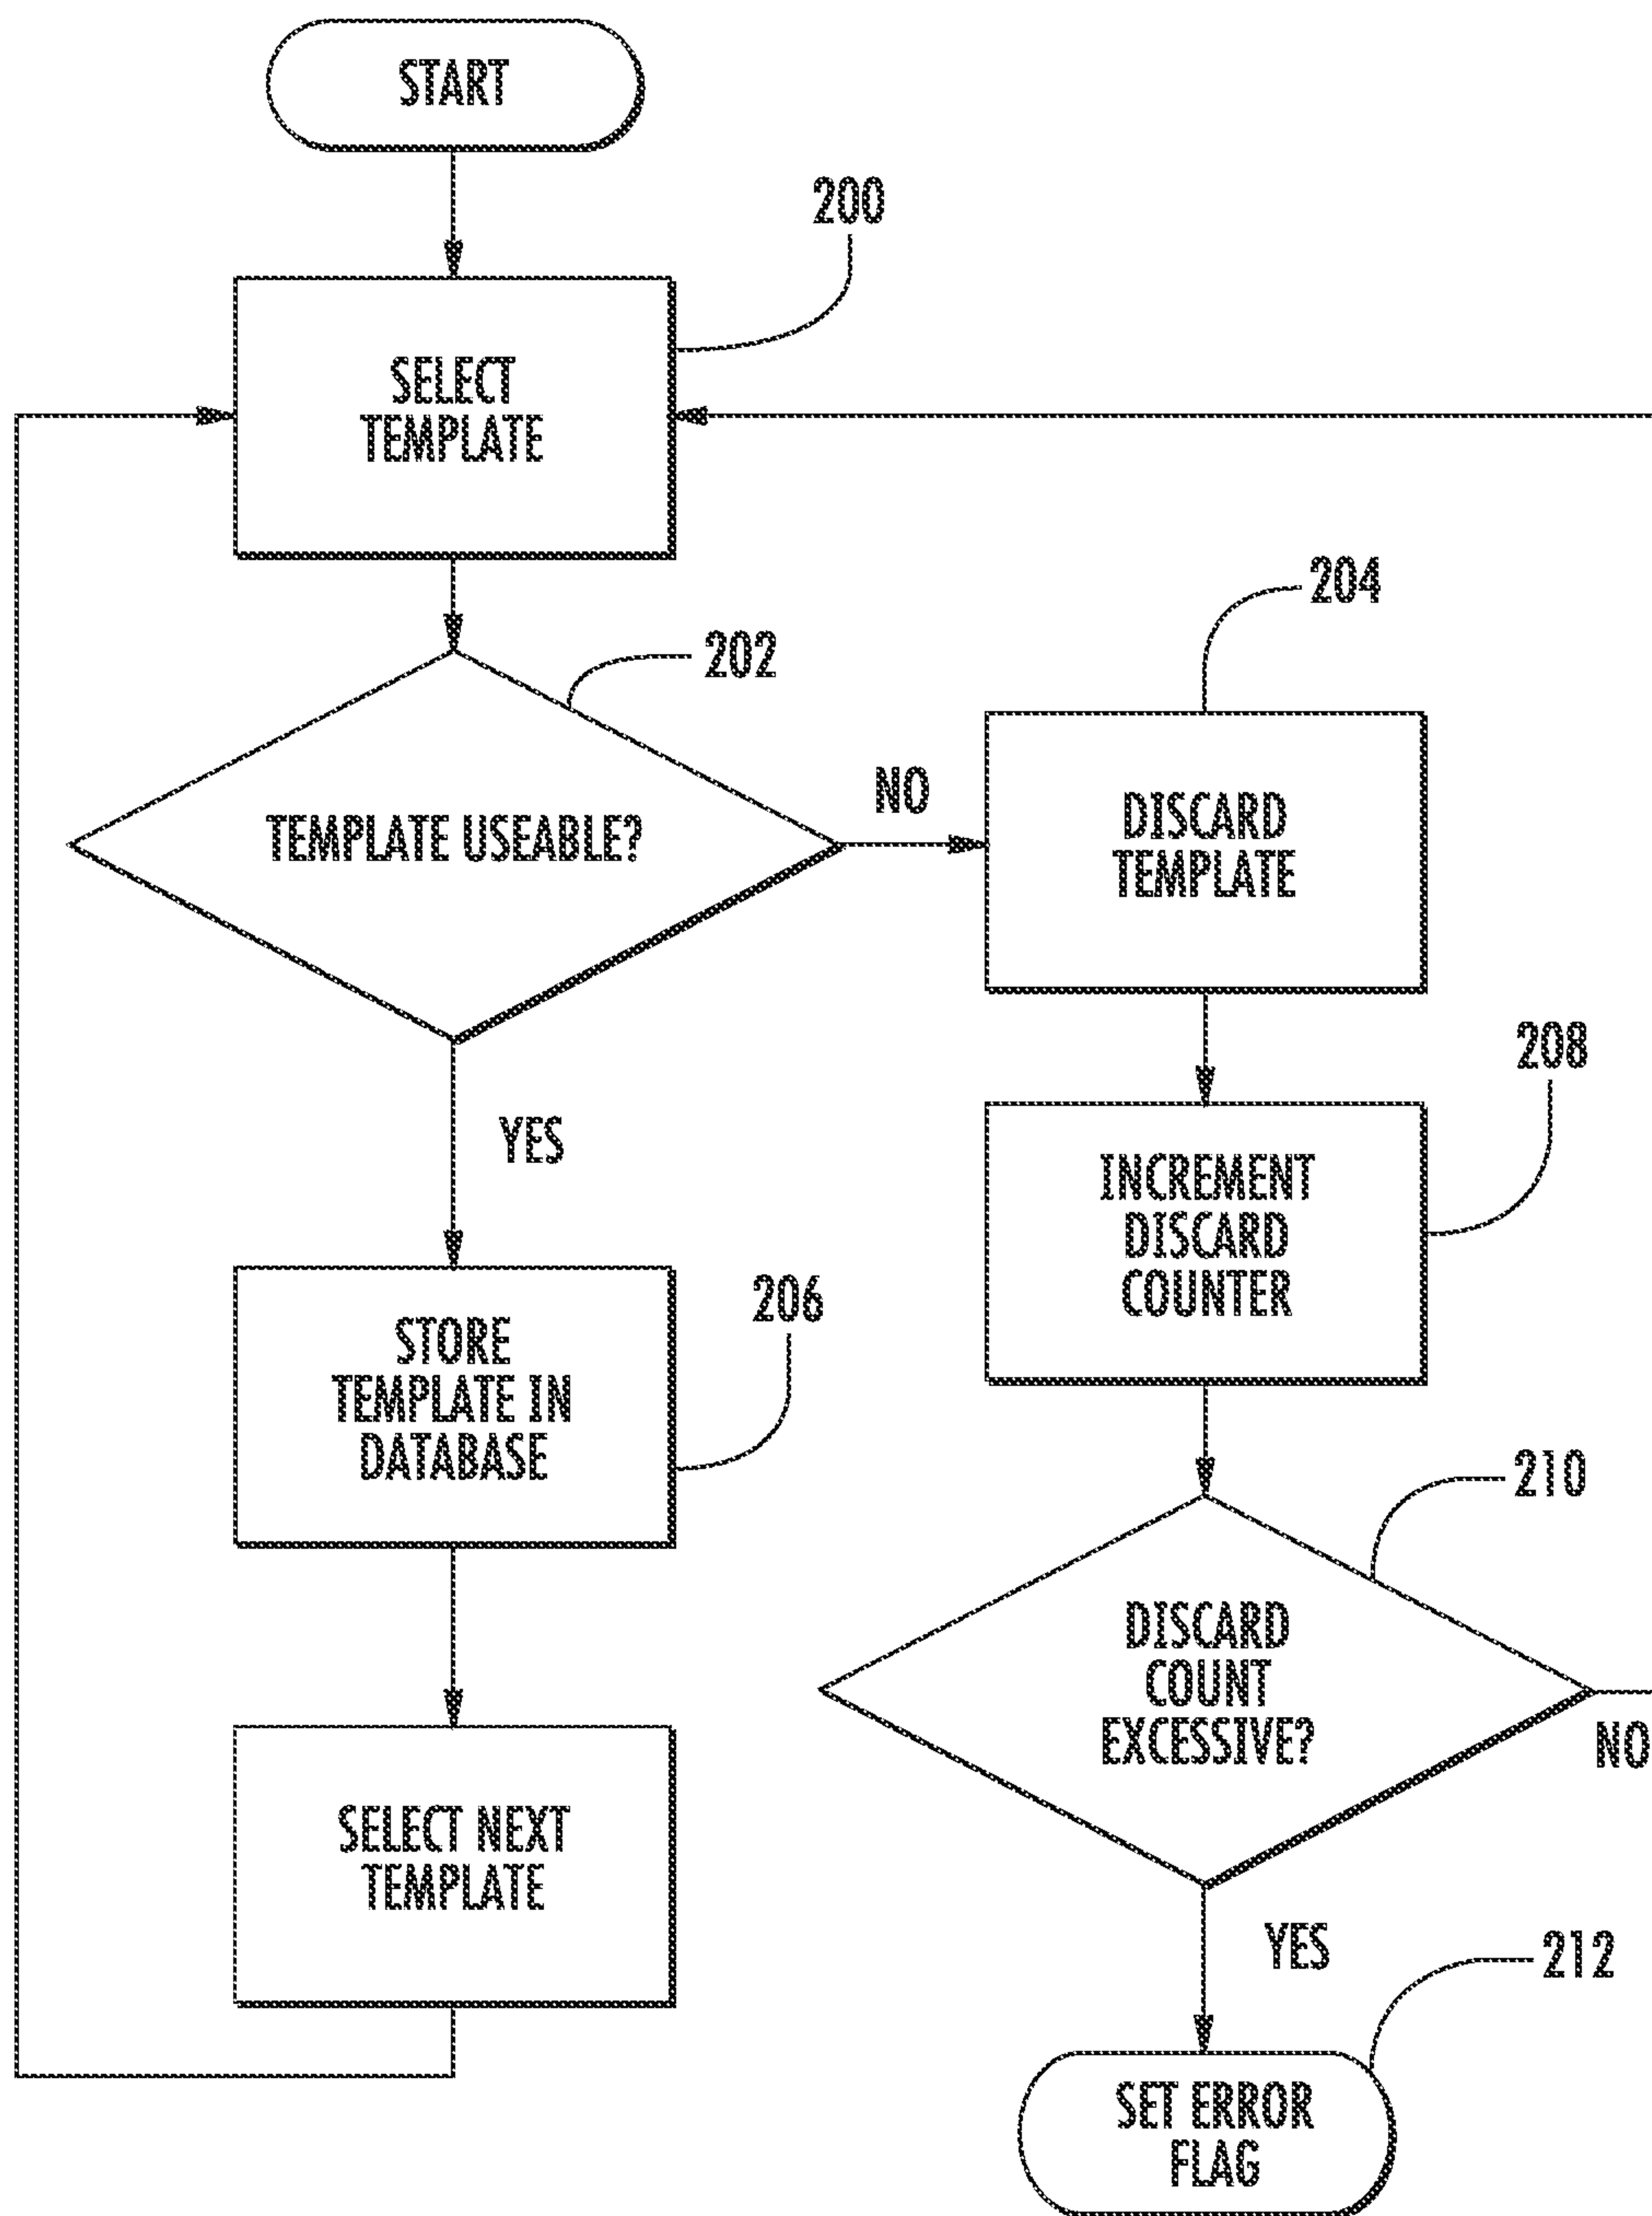 START
200
SELECT
TEMPLATE
204
202
TEMPLATE USEABLE?
NO
DISCARD
TEMPLATE
208
YES
INCREMENT
DISCARD
COUNTER
206
STORE
TEMPLATE IN
DATABASE
210
DISCARD
COUNT
EXCESSIVE?
NO
SELECT NEXT
TEMPLATE
YES
212
SET ERROR
FLAG